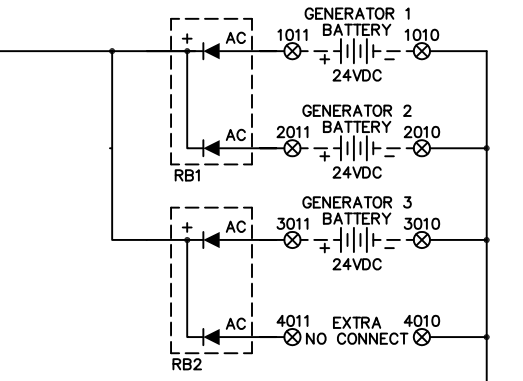 GENERATOR 1
+ AC 1011 BATTERY 1010
+ −
24VDC
GENERATOR 2
AC 2011 BATTERY 2010
+ −
24VDC
RB1
GENERATOR 3
+ AC 3011 BATTERY 3010
+ −
24VDC
AC 4011 EXTRA 4010
NO CONNECT
RB2